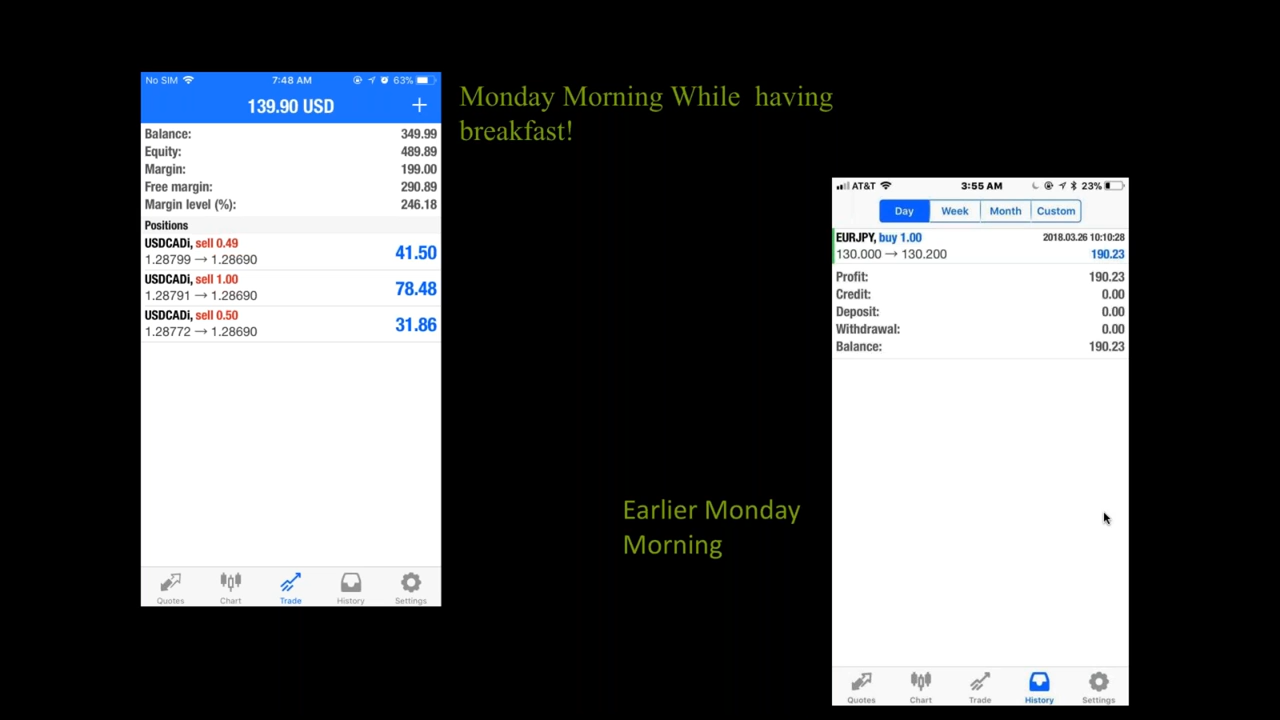 No SIM 7:48 AM 63%
139.90 USD +
Balance: 349.99
Equity: 489.89
Margin: 199.00
Free margin: 290.89
Margin level (%): 246.18
Positions
USDCADi, sell 0.49
1.28799 → 1.28690 41.50
USDCADi, sell 1.00
1.28791 → 1.28690 78.48
USDCADi, sell 0.50
1.28772 → 1.28690 31.86
Quotes Chart Trade History Settings
Monday Morning While having
breakfast!
AT&T 3:55 AM 23%
Day Week Month Custom
EURJPY, buy 1.00 2018.03.26 10:10:28
130.000 → 130.200 190.23
Profit: 190.23
Credit: 0.00
Deposit: 0.00
Withdrawal: 0.00
Balance: 190.23
Earlier Monday
Morning
Quotes Chart Trade History Settings